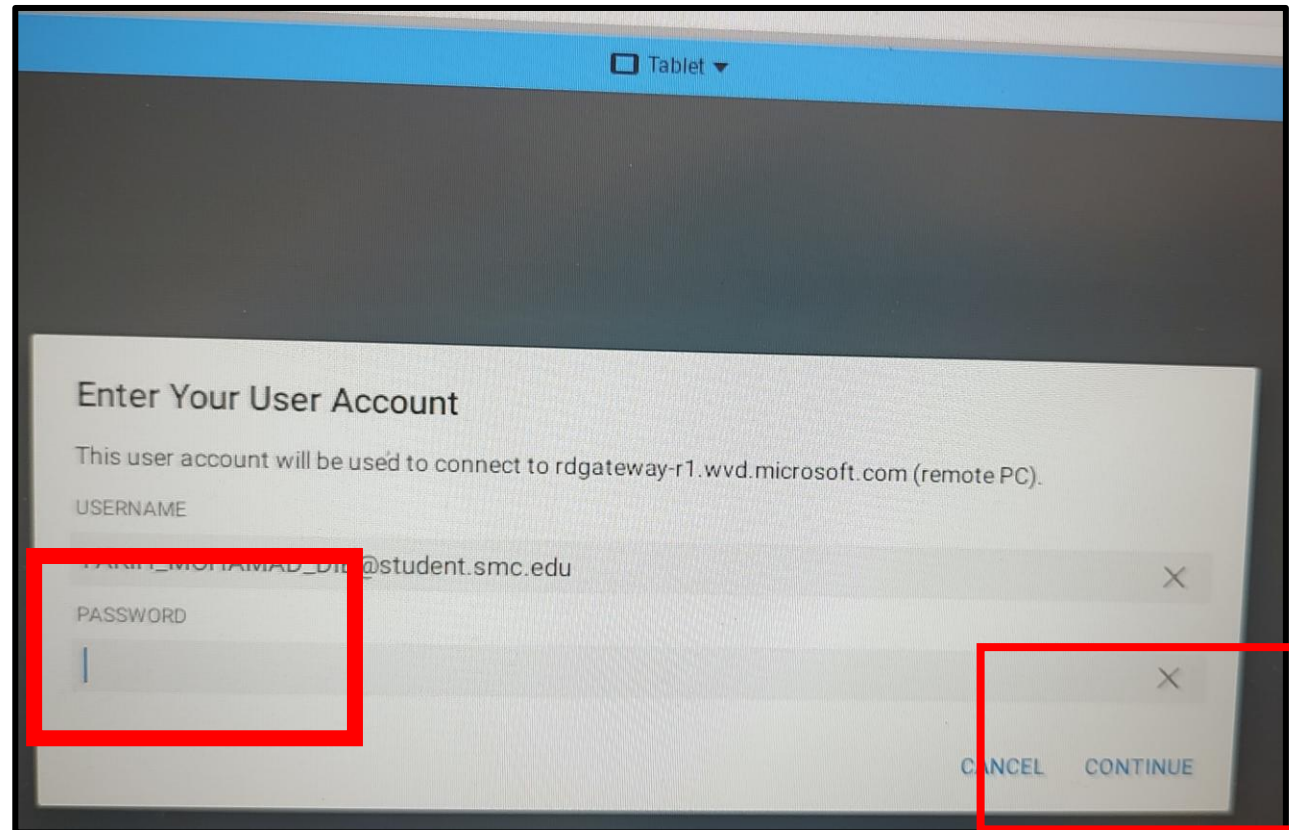 Tablet
Enter Your User Account
This user account will be used to connect to rdgateway-r1.wvd.microsoft.com (remote PC).
USERNAME
@student.smc.edu
PASSWORD
CANCEL CONTINUE